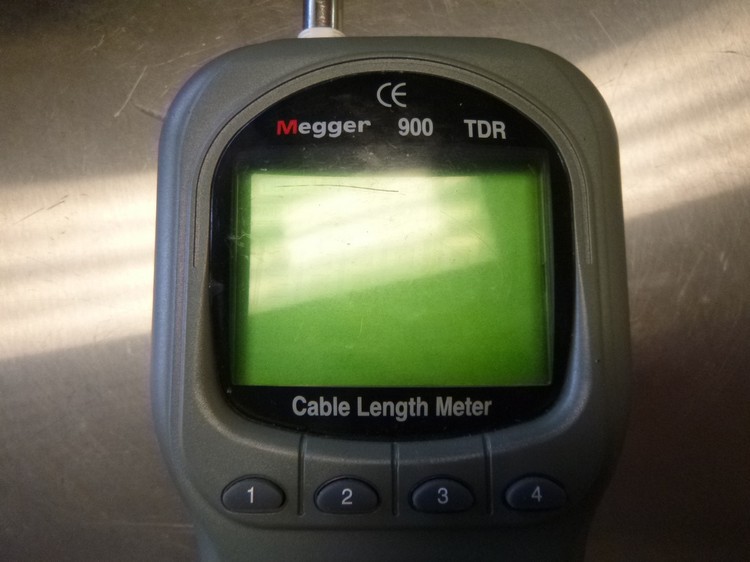 CE
Megger 900 TDR
Cable Length Meter
1 2 3 4